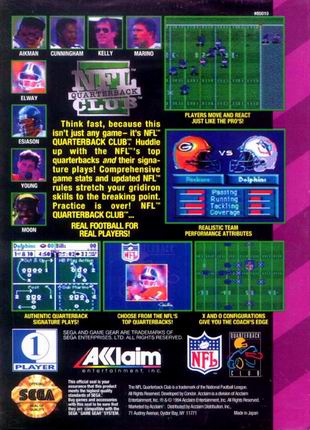 #80010
AIKMAN
CUNNINGHAM
KELLY
MARINO
ELWAY
ESIASON
YOUNG
MOON
NFL
QUARTERBACK
CLUB™
Think fast, because this
isn't just any game – it's NFL™
QUARTERBACK CLUB™. Huddle
up with the NFL™'s top
quarterbacks and their signa-
ture plays! Comprehensive
game stats and updated NFL™
rules stretch your gridiron
skills to the breaking point.
Practice is over! NFL™
QUARTERBACK CLUB™...
REAL FOOTBALL FOR
REAL PLAYERS!
PLAYERS MOVE AND REACT
JUST LIKE THE PRO'S!
VS
Packers
Dolphins
Passing
Running
Tackling
Coverage
REALISTIC TEAM
PERFORMANCE ATTRIBUTES
Dolphins
Bills
AUTHENTIC QUARTERBACK
SIGNATURE PLAYS!
NFL
CHOOSE FROM THE NFL'S
TOP QUARTERBACKS!
X AND O CONFIGURATIONS
GIVE YOU THE COACH'S EDGE
SEGA AND GAME GEAR ARE TRADEMARKS OF
SEGA ENTERPRISES, LTD. ALL RIGHTS RESERVED.
1
PLAYER
AKClaim
entertainment, inc.
NFL
QUARTERBACK
CLUB
SEGA
This official seal is your
assurance that this product
meets the highest quality
standards of SEGA™.
Buy games and accessories
with this seal to be sure that
they are compatible with the
SEGA™ GAME GEAR™ SYSTEM.
The NFL Quarterback Club is a trademark of the National Football League.
All Rights Reserved. Developed by Condor. Acclaim is a division of Acclaim
Entertainment, Inc. ® & © 1994 Acclaim Entertainment, Inc. All Rights Reserved.
Marketed by Acclaim. Distributed by Acclaim Distribution, Inc.,
71 Audrey Avenue, Oyster Bay, NY 11771
Made in Japan